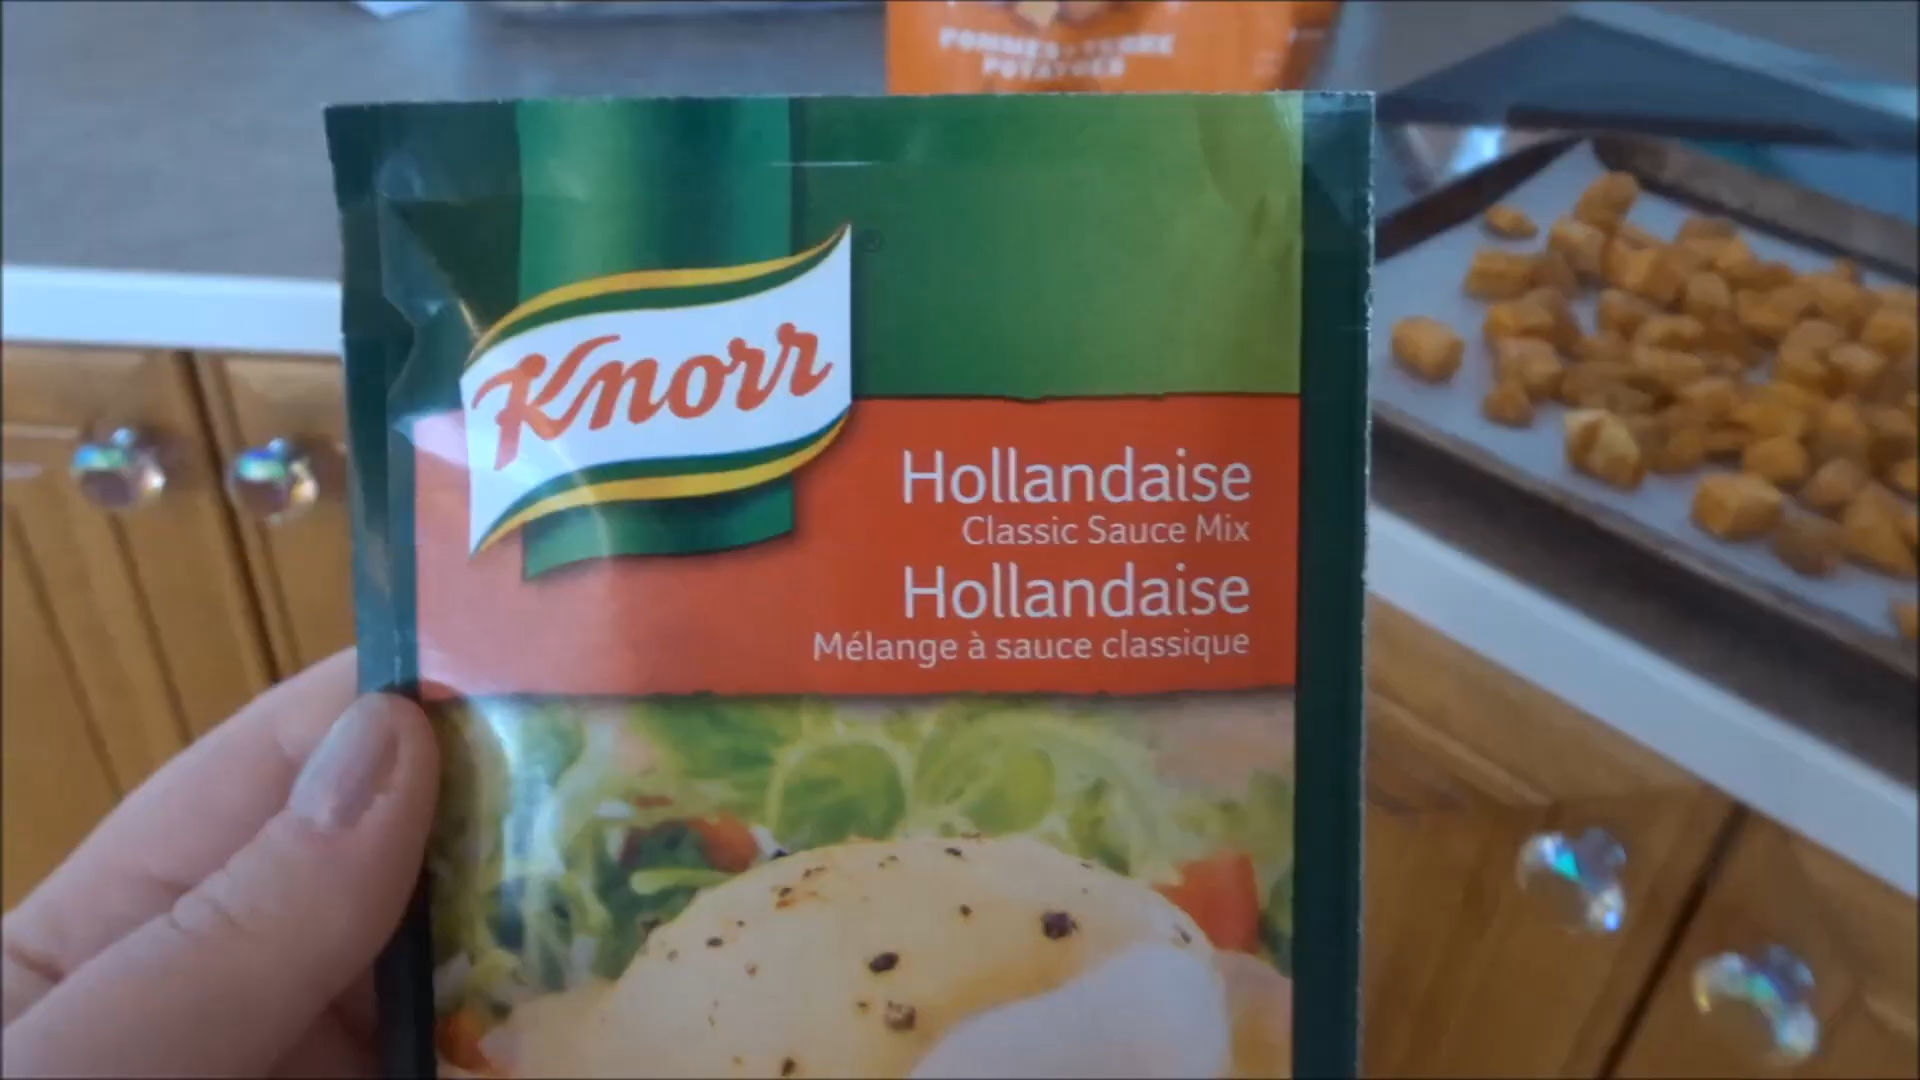 POMMES DE TERRE
POTATOES
Knorr
®
Hollandaise
Classic Sauce Mix
Hollandaise
Mélange à sauce classique